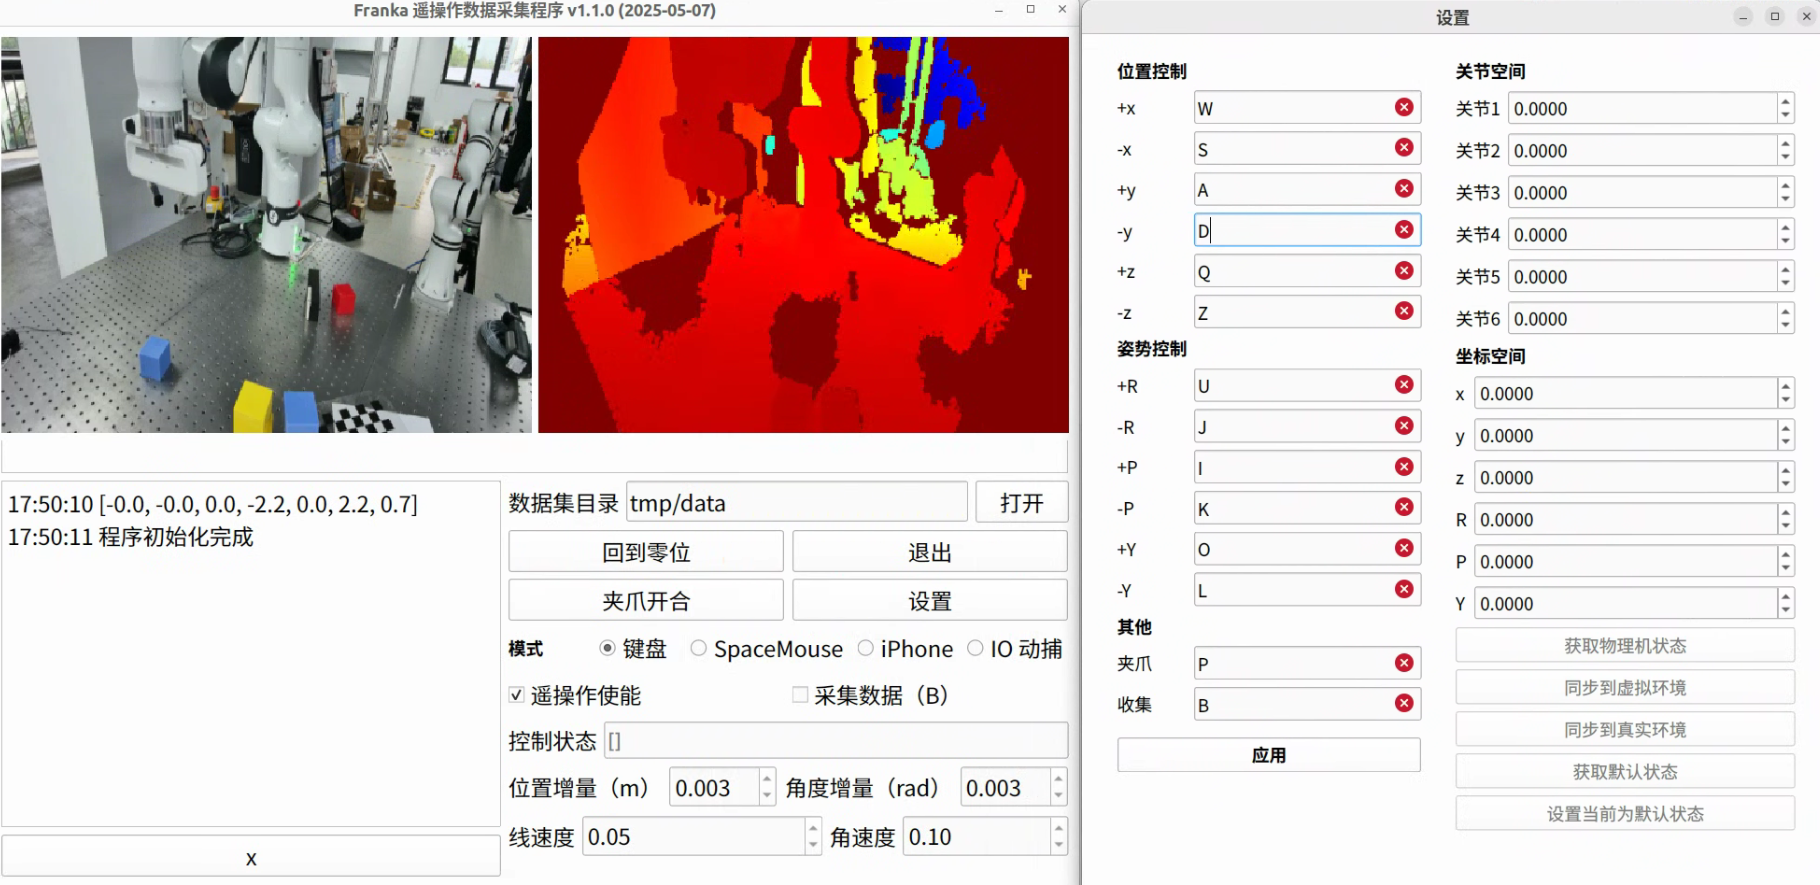 Franka 遥操作数据采集程序 v1.1.0 (2025-05-07)
17:50:10 [-0.0, -0.0, 0.0, -2.2, 0.0, 2.2, 0.7]
17:50:11 程序初始化完成
x
数据集目录 tmp/data 打开
回到零位 退出
夹爪开合 设置
模式 键盘 SpaceMouse iPhone IO 动捕
遥操作使能 采集数据（B）
控制状态 []
位置增量（m） 0.003 角度增量（rad） 0.003
线速度 0.05 角速度 0.10
设置
位置控制
+x W
-x S
+y A
-y D
+z Q
-z Z
姿势控制
+R U
-R J
+P I
-P K
+Y O
-Y L
其他
夹爪 P
收集 B
应用
关节空间
关节1 0.0000
关节2 0.0000
关节3 0.0000
关节4 0.0000
关节5 0.0000
关节6 0.0000
坐标空间
x 0.0000
y 0.0000
z 0.0000
R 0.0000
P 0.0000
Y 0.0000
获取物理机状态
同步到虚拟环境
同步到真实环境
获取默认状态
设置当前为默认状态